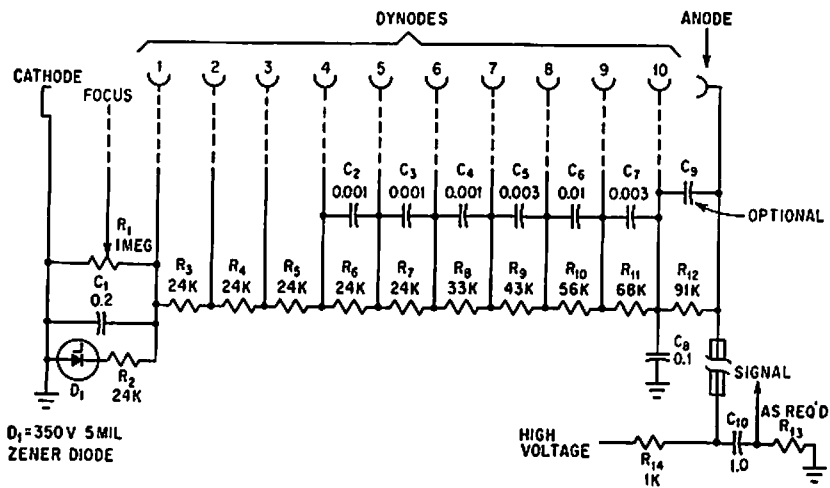 DYNODES
ANODE
CATHODE
FOCUS
1 2 3 4 5 6 7 8 9 10
C2 0.001
C3 0.001
C4 0.001
C5 0.003
C6 0.01
C7 0.003
C9
OPTIONAL
R1 1MEG
C1 0.2
R3 24K
R4 24K
R5 24K
R6 24K
R7 24K
R8 33K
R9 43K
R10 56K
R11 68K
R12 91K
D1
R2 24K
C8 0.1
SIGNAL
D1=350V 5MIL
ZENER DIODE
HIGH VOLTAGE
R14 1K
C10 1.0
AS REQ'D
R13